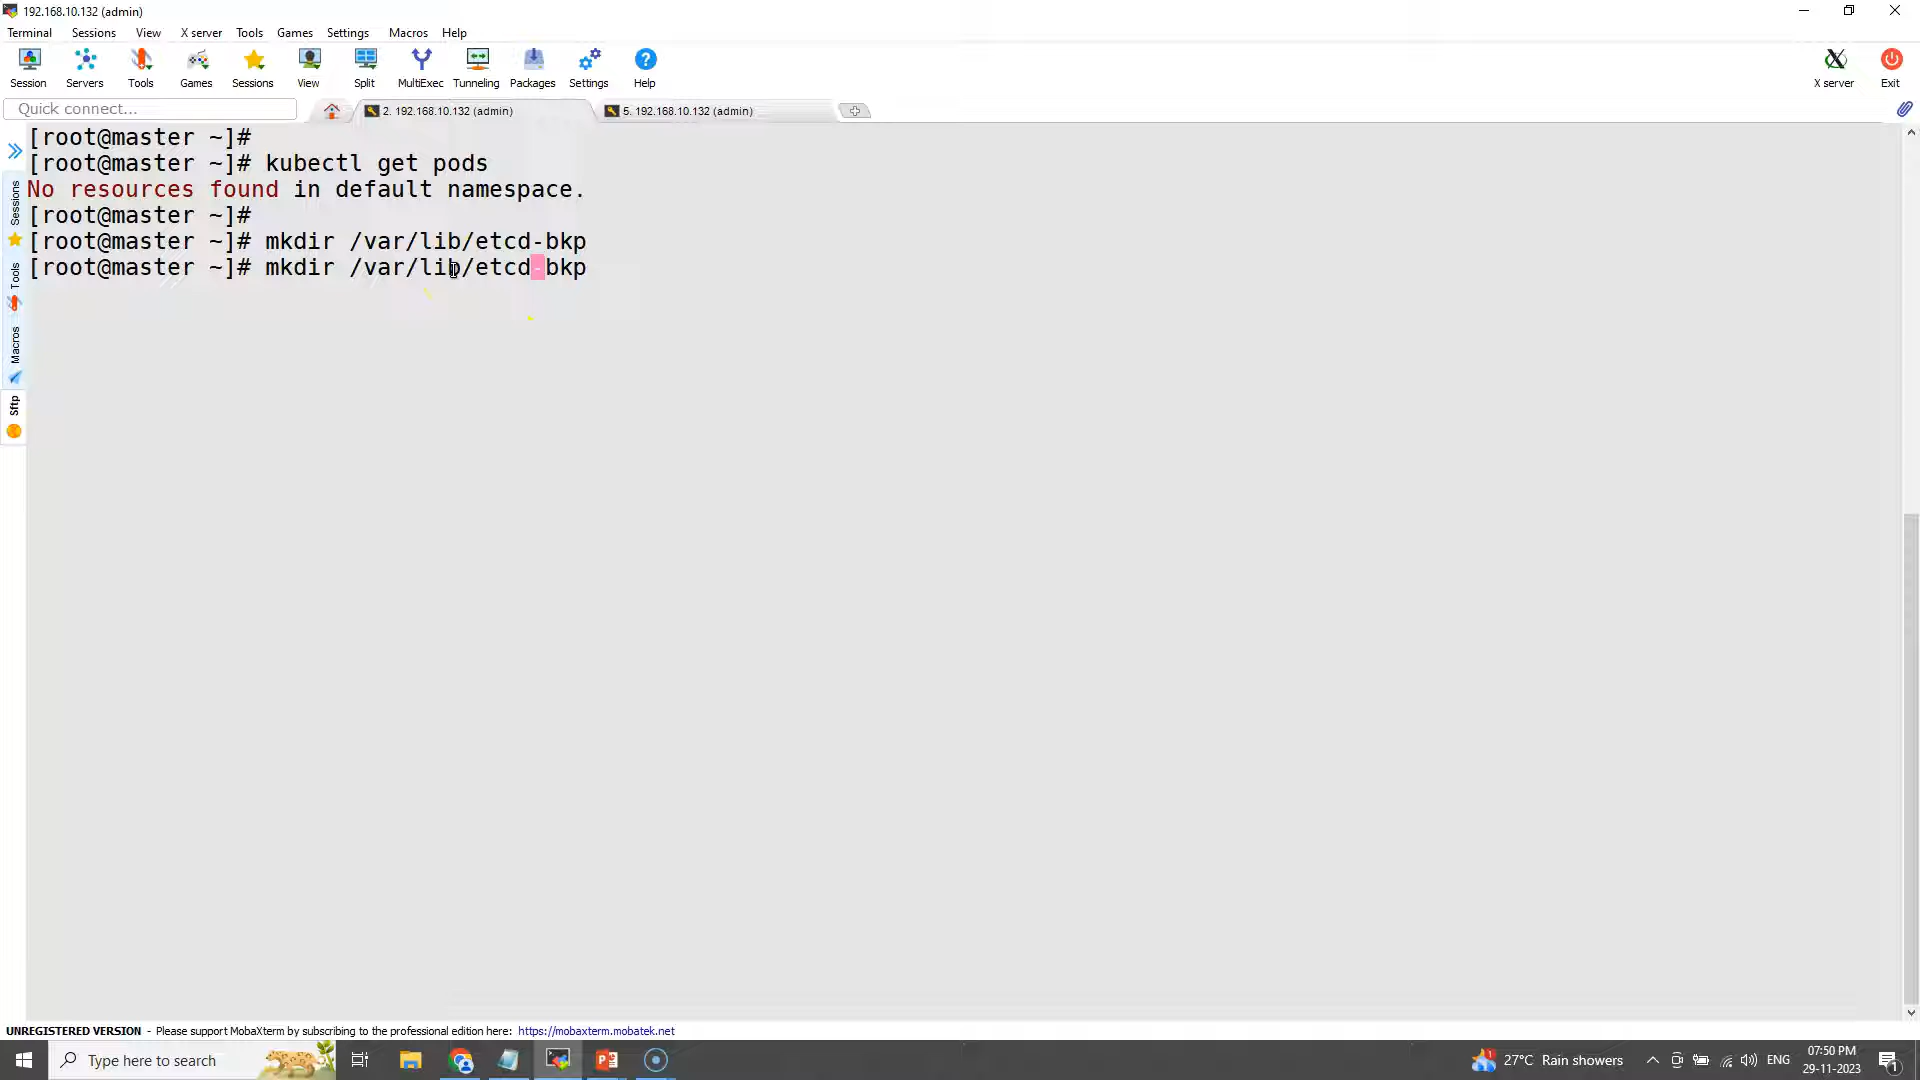 192.168.10.132 (admin)
Terminal Sessions View X server Tools Games Settings Macros Help
Session Servers Tools Games Sessions View Split MultiExec Tunneling Packages Settings Help X server Exit
Quick connect... 2. 192.168.10.132 (admin) 5. 192.168.10.132 (admin)
[root@master ~]#
[root@master ~]# kubectl get pods
No resources found in default namespace.
[root@master ~]#
[root@master ~]# mkdir /var/lib/etcd-bkp
[root@master ~]# mkdir /var/lib/etcd-bkp
Sessions
Tools
Macros
Sftp
UNREGISTERED VERSION - Please support MobaXterm by subscribing to the professional edition here: https://mobaxterm.mobatek.net
Type here to search 27°C Rain showers ENG 07:50 PM
29-11-2023